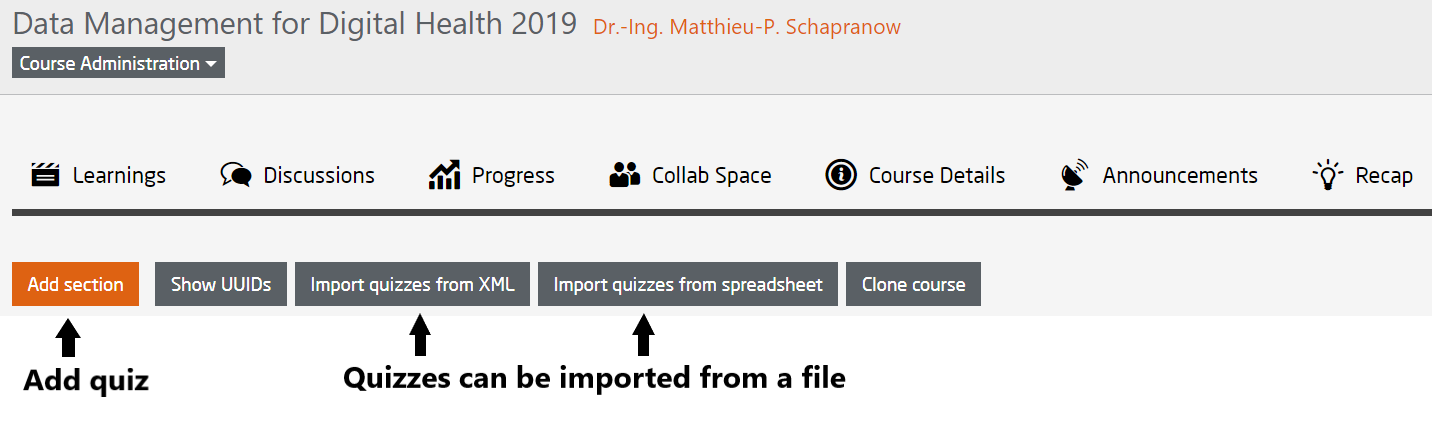 Data Management for Digital Health 2019 Dr.-Ing. Matthieu-P. Schapranow
Course Administration
Learnings Discussions Progress Collab Space Course Details Announcements Recap
Add section Show UUIDs Import quizzes from XML Import quizzes from spreadsheet Clone course
Add quiz Quizzes can be imported from a file